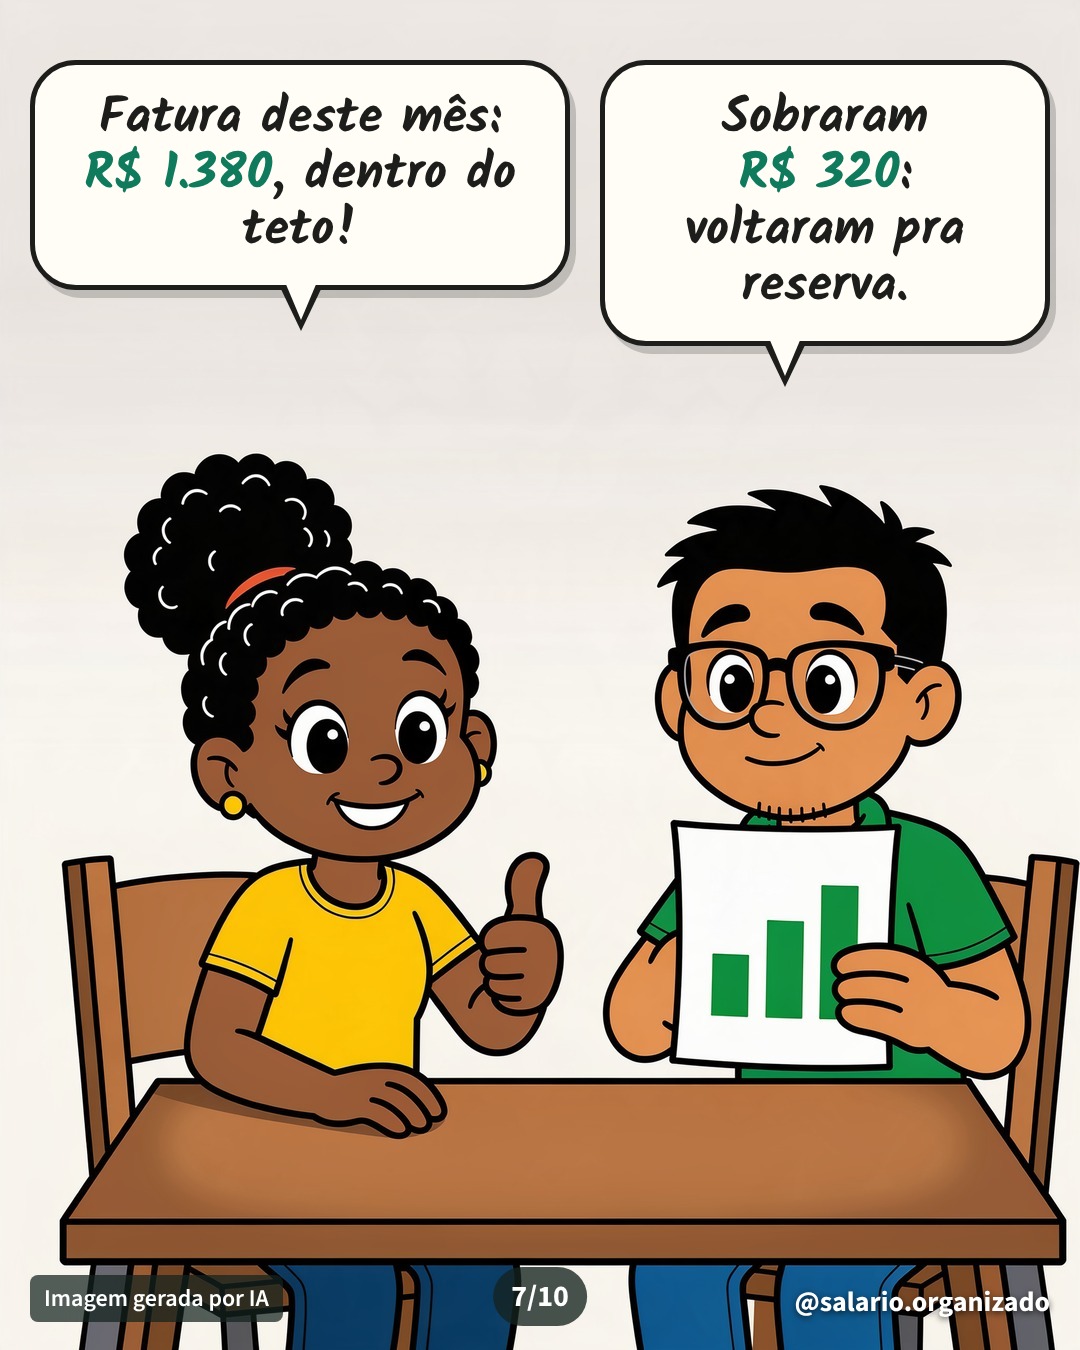 Fatura deste mês:
R$ 1.380, dentro do
teto!
Sobraram
R$ 320:
voltaram pra
reserva.
Imagem gerada por IA
7/10
@salario.organizado